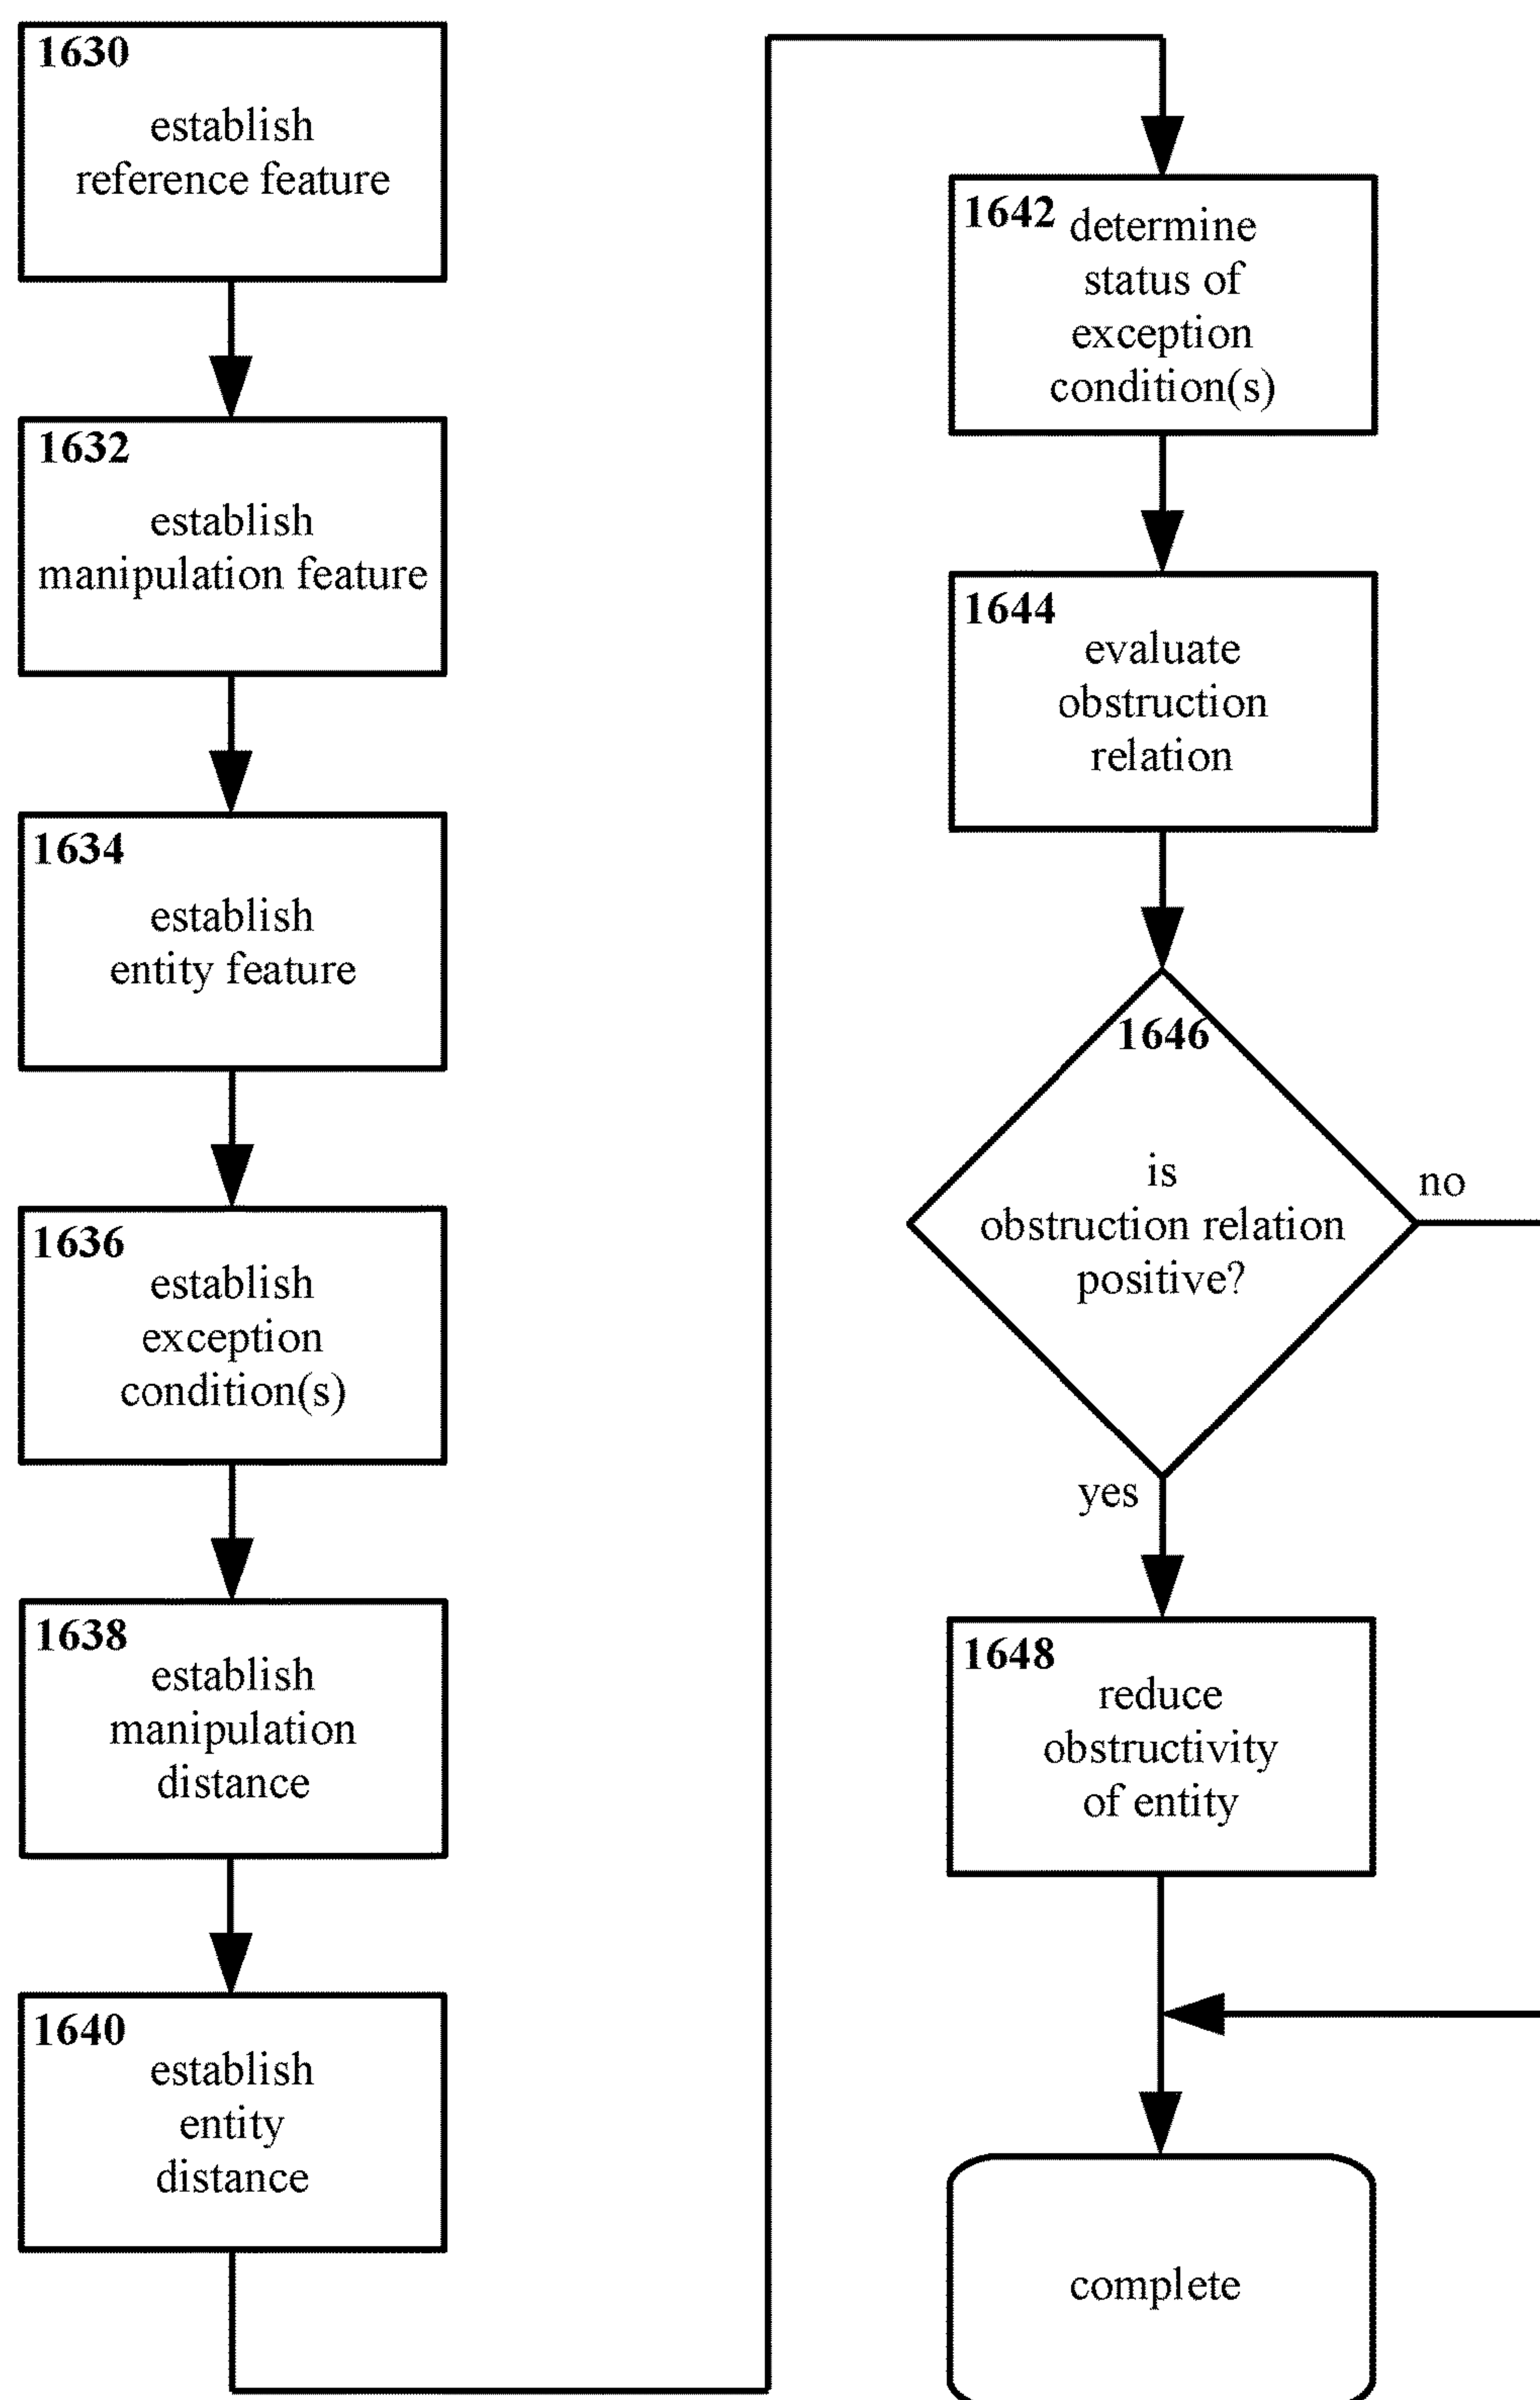 1630
establish
reference feature
1632
establish
manipulation feature
1634
establish
entity feature
1636
establish
exception
condition(s)
1638
establish
manipulation
distance
1640
establish
entity
distance
1642 determine
status of
exception
condition(s)
1644
evaluate
obstruction
relation
1646
is
obstruction relation
positive?
no
yes
1648
reduce
obstructivity
of entity
complete